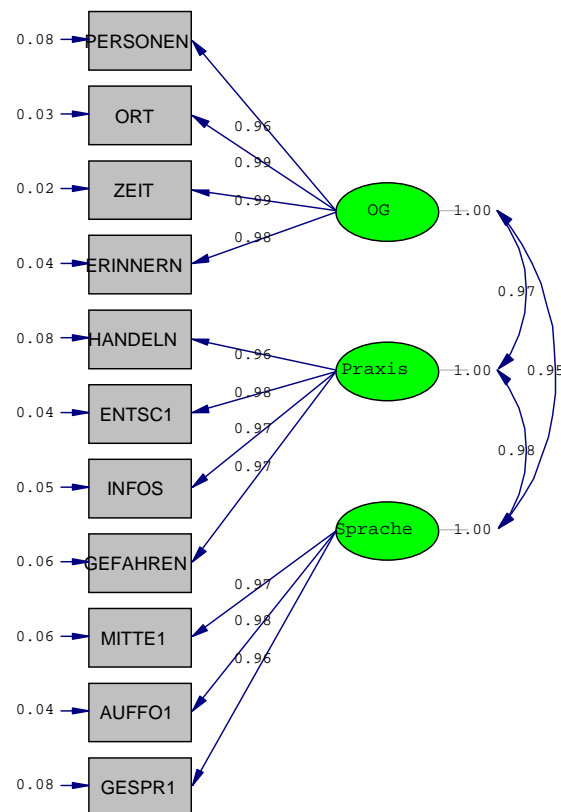 0.08 PERSONEN
0.03 ORT
0.96
0.99
0.02 ZEIT
0.99
OG 1.00
0.98
0.04 ERINNERN
0.97
0.08 HANDELN
0.96
Praxis 1.00 0.95
0.98
0.04 ENTSC1
0.97
0.98
0.97
0.05 INFOS
Sprache 1.00
0.06 GEFAHREN
0.97
0.98
0.06 MITTE1
0.96
0.04 AUFFO1
0.08 GESPR1